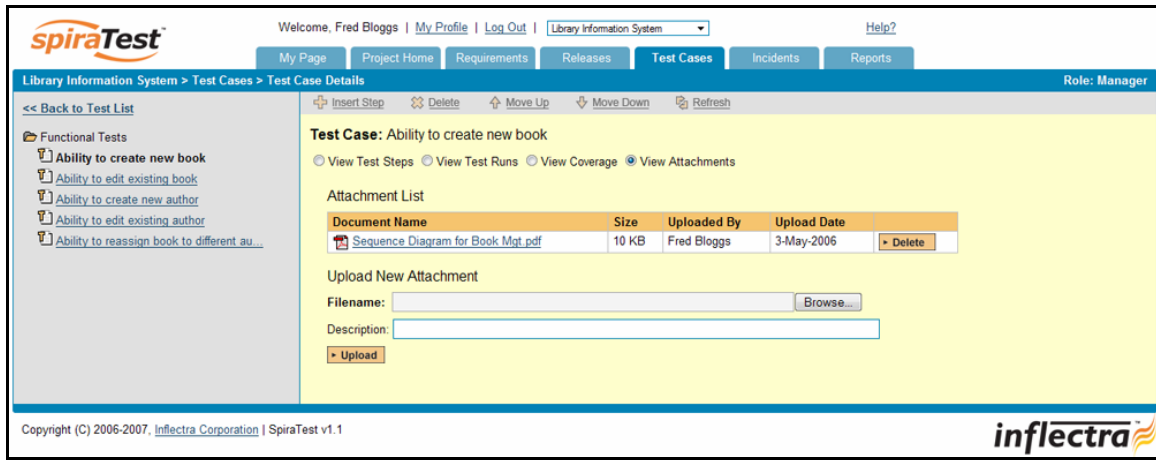 spiraTest
Welcome, Fred Bloggs | My Profile | Log Out | Library Information System
Help?
My Page Project Home Requirements Releases Test Cases Incidents Reports
Library Information System > Test Cases > Test Case Details Role: Manager
<< Back to Test List
Functional Tests
Ability to create new book
Ability to edit existing book
Ability to create new author
Ability to edit existing author
Ability to reassign book to different au...
Insert Step Delete Move Up Move Down Refresh
Test Case: Ability to create new book
View Test Steps View Test Runs View Coverage View Attachments
Attachment List
Document Name Size Uploaded By Upload Date
Sequence Diagram for Book Mgt.pdf 10 KB Fred Bloggs 3-May-2006 Delete
Upload New Attachment
Filename: Browse...
Description:
Upload
Copyright (C) 2006-2007, Inflectra Corporation | SpiraTest v1.1
inflectra